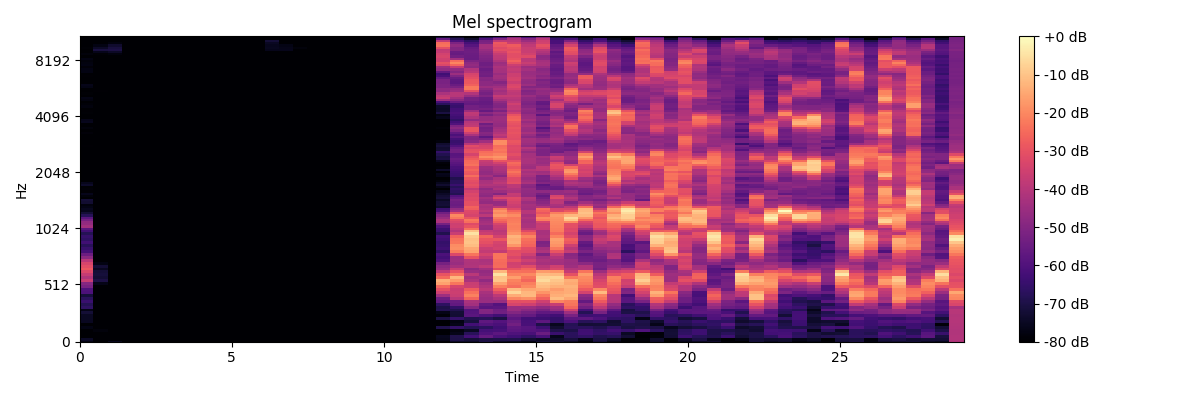 Mel spectrogram
8192
4096
2048
1024
512
0
Hz
0 5 10 15 20 25
Time
+0 dB
-10 dB
-20 dB
-30 dB
-40 dB
-50 dB
-60 dB
-70 dB
-80 dB